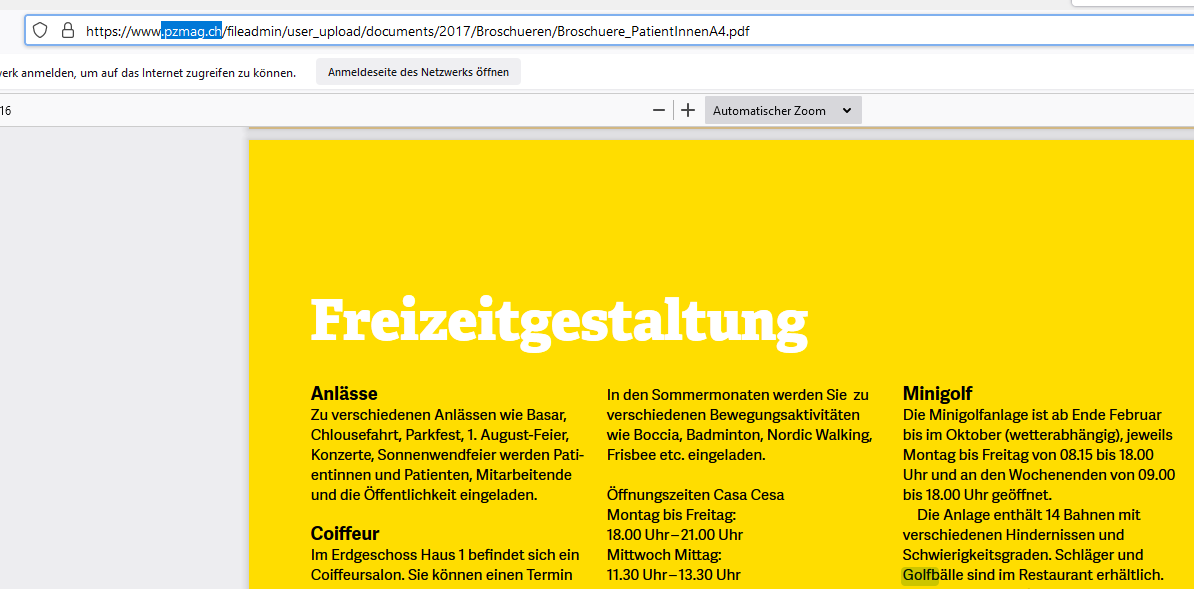 https://www.pzmag.ch/fileadmin/user_upload/documents/2017/Broschueren/Broschuere_PatientInnenA4.pdf
werk anmelden, um auf das Internet zugreifen zu können.
Anmeldeseite des Netzwerks öffnen
16
Automatischer Zoom
Freizeitgestaltung
Anlässe
Zu verschiedenen Anlässen wie Basar,
Chlousefahrt, Parkfest, 1. August-Feier,
Konzerte, Sonnenwendfeier werden Pati-
entinnen und Patienten, Mitarbeitende
und die Öffentlichkeit eingeladen.
Coiffeur
Im Erdgeschoss Haus 1 befindet sich ein
Coiffeursalon. Sie können einen Termin
In den Sommermonaten werden Sie zu
verschiedenen Bewegungsaktivitäten
wie Boccia, Badminton, Nordic Walking,
Frisbee etc. eingeladen.
Öffnungszeiten Casa Cesa
Montag bis Freitag:
18.00 Uhr – 21.00 Uhr
Mittwoch Mittag:
11.30 Uhr – 13.30 Uhr
Minigolf
Die Minigolfanlage ist ab Ende Februar
bis im Oktober (wetterabhängig), jeweils
Montag bis Freitag von 08.15 bis 18.00
Uhr und an den Wochenenden von 09.00
bis 18.00 Uhr geöffnet.
Die Anlage enthält 14 Bahnen mit
verschiedenen Hindernissen und
Schwierigkeitsgraden. Schläger und
Golfbälle sind im Restaurant erhältlich.